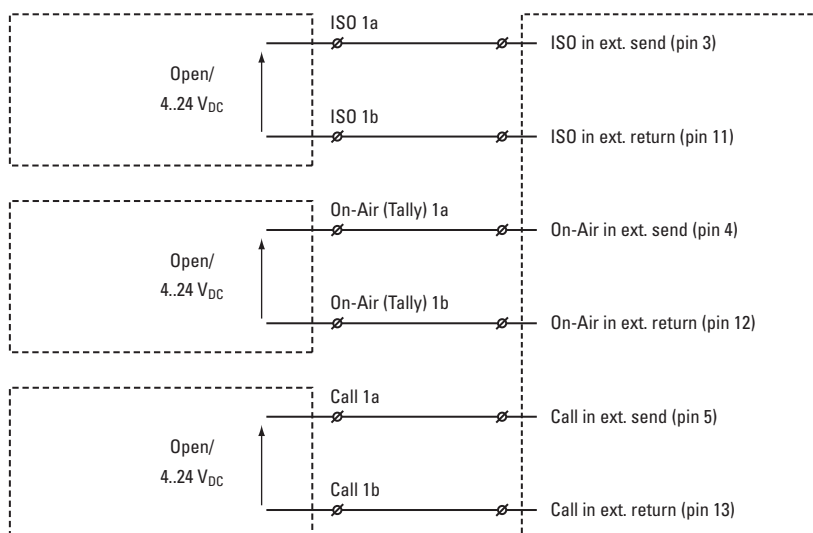 ISO 1a
ISO in ext. send (pin 3)
Open/
4..24 VDC
ISO 1b
ISO in ext. return (pin 11)
On-Air (Tally) 1a
On-Air in ext. send (pin 4)
Open/
4..24 VDC
On-Air (Tally) 1b
On-Air in ext. return (pin 12)
Call 1a
Call in ext. send (pin 5)
Open/
4..24 VDC
Call 1b
Call in ext. return (pin 13)